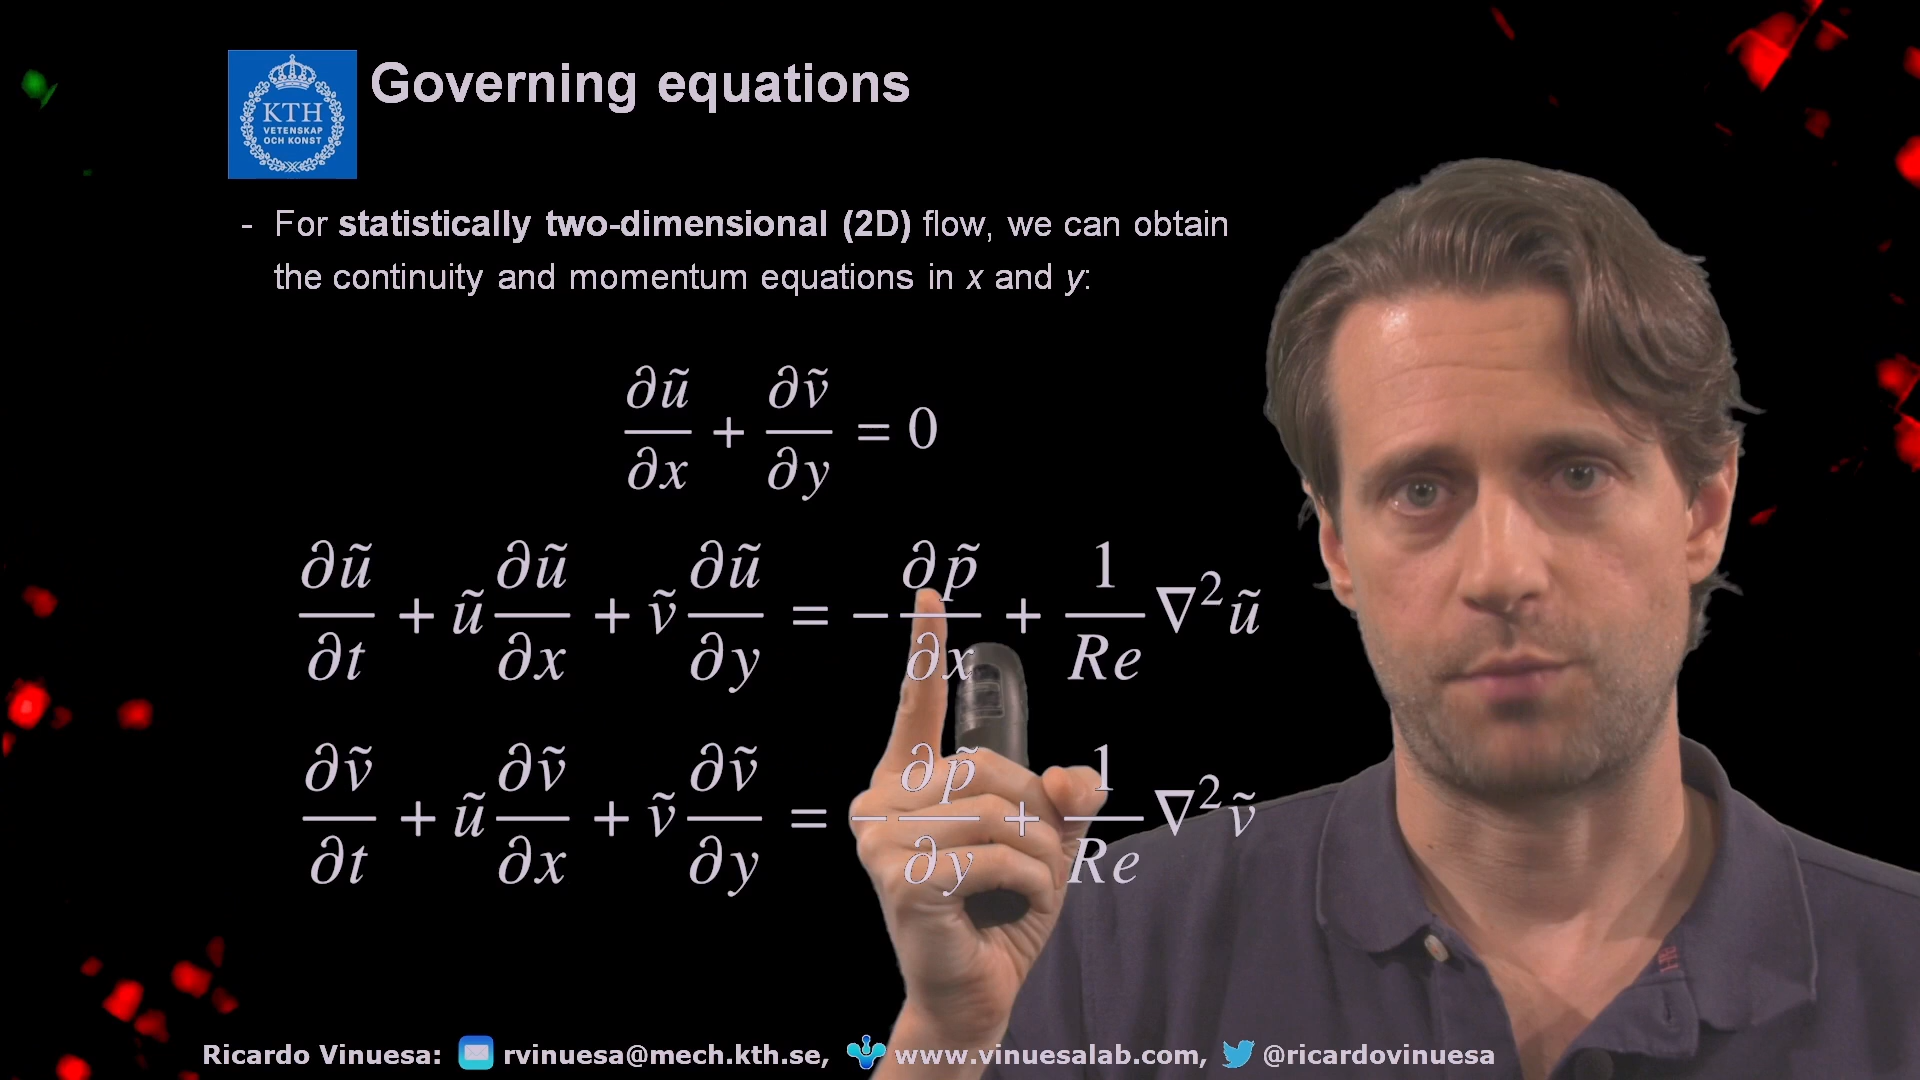 KTH
VETENSKAP
OCH KONST
Governing equations
- For statistically two-dimensional (2D) flow, we can obtain
the continuity and momentum equations in x and y:
∂ũ/∂x + ∂ṽ/∂y = 0
∂ũ/∂t + ũ ∂ũ/∂x + ṽ ∂ũ/∂y = − ∂p̃/∂x + 1/Re ∇²ũ
∂ṽ/∂t + ũ ∂ṽ/∂x + ṽ ∂ṽ/∂y = − ∂p̃/∂y + 1/Re ∇²ṽ
Ricardo Vinuesa: rvinuesa@mech.kth.se, www.vinuesalab.com, @ricardovinuesa